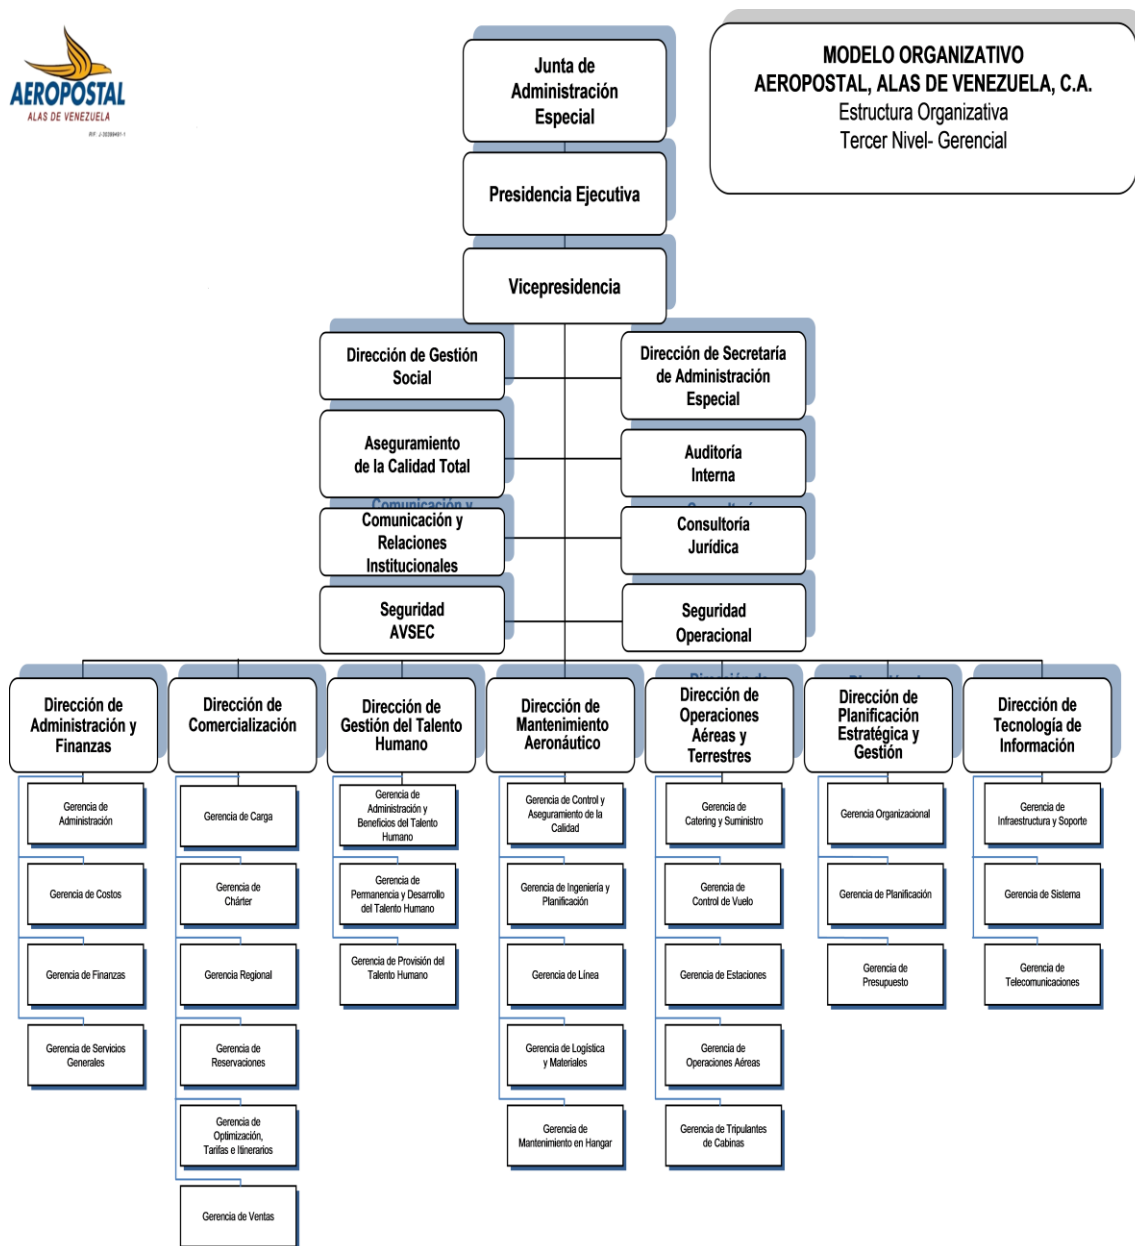 AEROPOSTAL
ALAS DE VENEZUELA
MODELO ORGANIZATIVO
AEROPOSTAL, ALAS DE VENEZUELA, C.A.
Estructura Organizativa
Tercer Nivel- Gerencial
Junta de
Administración
Especial
Presidencia Ejecutiva
Vicepresidencia
Dirección de Gestión
Social
Dirección de Secretaría
de Administración
Especial
Aseguramiento
de la Calidad Total
Auditoría
Interna
Comunicación y
Relaciones
Institucionales
Consultoría
Jurídica
Seguridad
AVSEC
Seguridad
Operacional
Dirección de
Administración y
Finanzas
Gerencia de
Administración
Gerencia de Costos
Gerencia de Finanzas
Gerencia de Servicios
Generales
Dirección de
Comercialización
Gerencia de Carga
Gerencia de
Chárter
Gerencia Regional
Gerencia de
Reservaciones
Gerencia de
Optimización,
Tarifas e Itinerarios
Gerencia de Ventas
Dirección de
Gestión del Talento
Humano
Gerencia de
Administración y
Beneficios del Talento
Humano
Gerencia de
Permanencia y Desarrollo
del Talento Humano
Gerencia de Provisión del
Talento Humano
Dirección de
Mantenimiento
Aeronáutico
Gerencia de Control y
Aseguramiento de la
Calidad
Gerencia de Ingeniería y
Planificación
Gerencia de Línea
Gerencia de Logística
y Materiales
Gerencia de
Mantenimiento en Hangar
Dirección de
Operaciones
Aéreas y
Terrestres
Gerencia de
Catering y Suministro
Gerencia de
Control de Vuelo
Gerencia de Estaciones
Gerencia de
Operaciones Aéreas
Gerencia de Tripulantes
de Cabinas
Dirección de
Planificación
Estratégica y
Gestión
Gerencia Organizacional
Gerencia de Planificación
Gerencia de
Presupuesto
Dirección de
Tecnología de
Información
Gerencia de
Infraestructura y Soporte
Gerencia de Sistema
Gerencia de
Telecomunicaciones